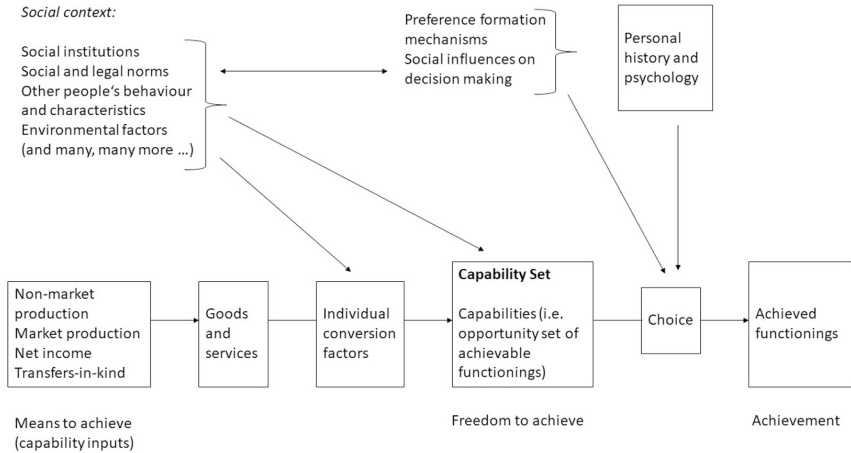 Social context:
Social institutions
Social and legal norms
Other people‘s behaviour
and characteristics
Environmental factors
(and many, many more …)
Preference formation
mechanisms
Social influences on
decision making
Personal
history and
psychology
Non-market
production
Market production
Net income
Transfers-in-kind
Goods
and
services
Individual
conversion
factors
Capability Set
Capabilities (i.e.
opportunity set of
achievable
functionings)
Choice
Achieved
functionings
Means to achieve
(capability inputs)
Freedom to achieve
Achievement